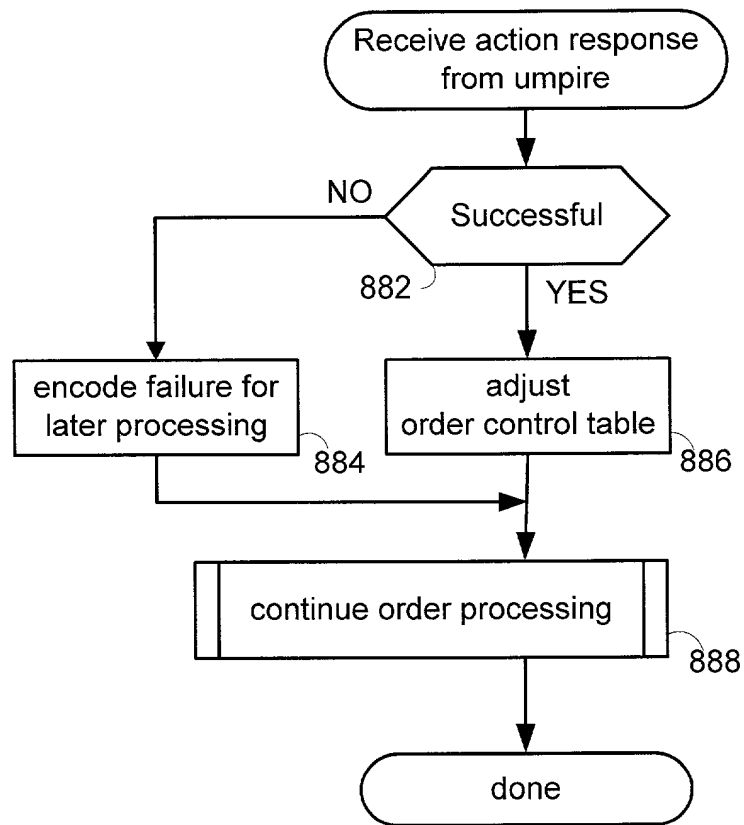 Receive action response
from umpire
NO
Successful
882
YES
encode failure for
later processing
884
adjust
order control table
886
continue order processing
888
done